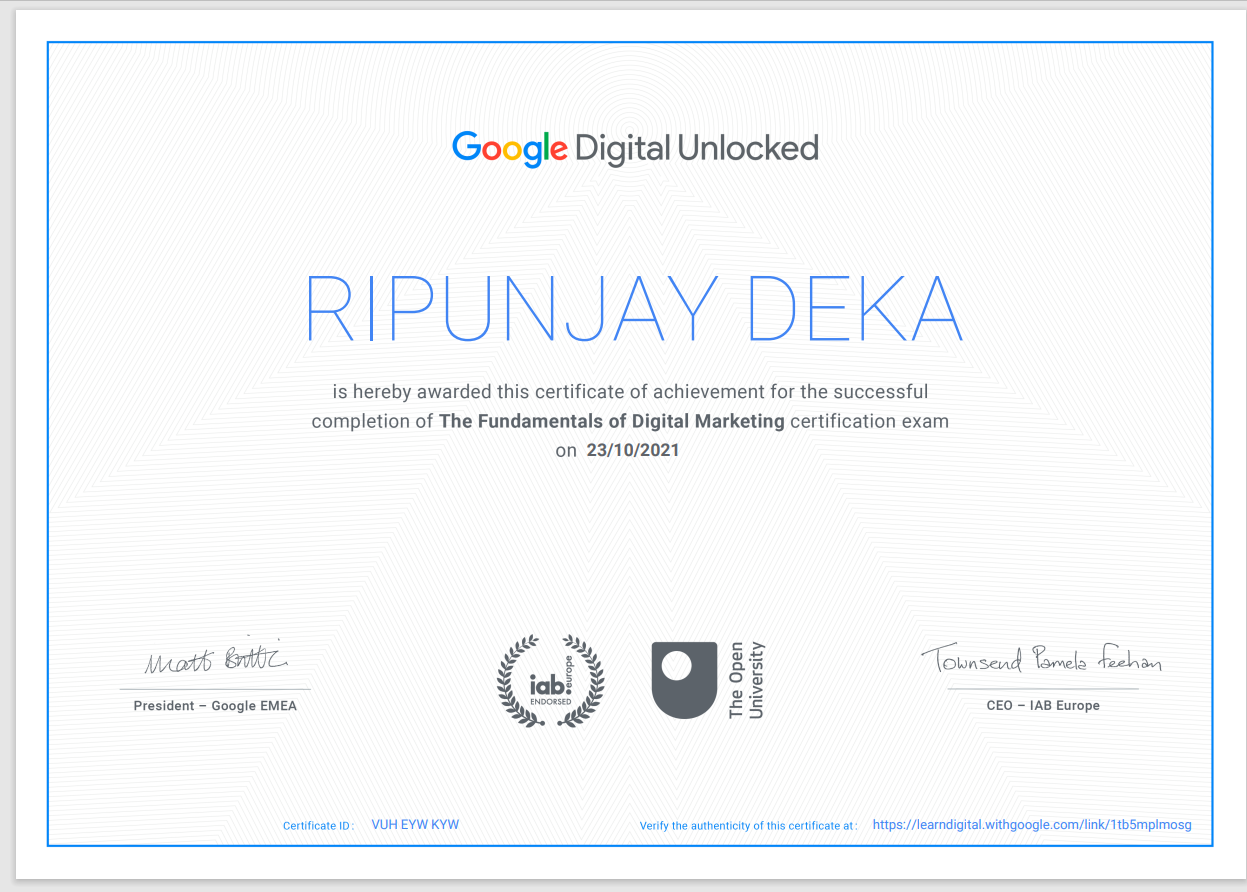 Google Digital Unlocked
RIPUNJAY DEKA
is hereby awarded this certificate of achievement for the successful
completion of The Fundamentals of Digital Marketing certification exam
on 23/10/2021
Matt Brittin
President – Google EMEA
iab europe
ENDORSED
The Open
University
Townsend Pamela Feehan
CEO – IAB Europe
Certificate ID : VUH EYW KYW
Verify the authenticity of this certificate at : https://learndigital.withgoogle.com/link/1tb5mplmosg